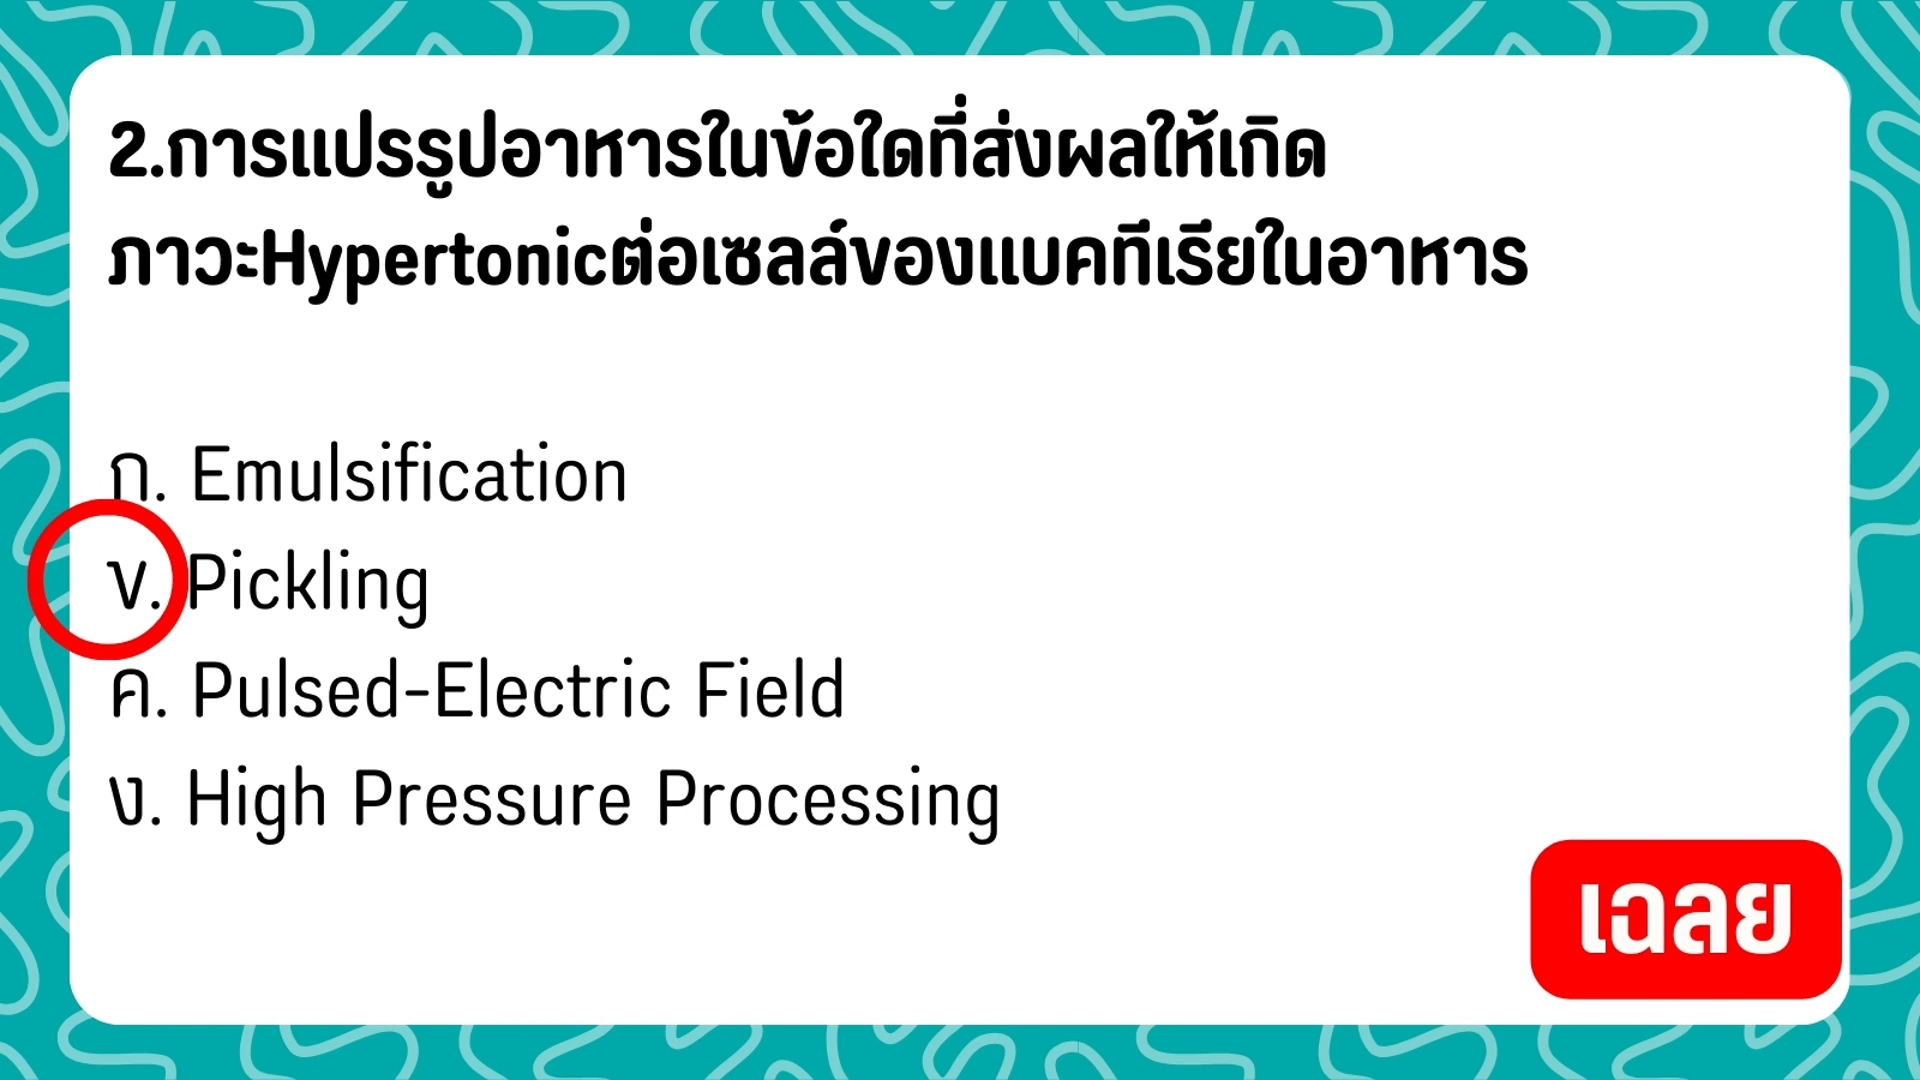 2.การแปรรูปอาหารในข้อใดที่ส่งผลให้เกิด
ภาวะHypertonicต่อเซลล์ของแบคทีเรียในอาหาร
ก. Emulsification
ข. Pickling
ค. Pulsed-Electric Field
ง. High Pressure Processing
เฉลย